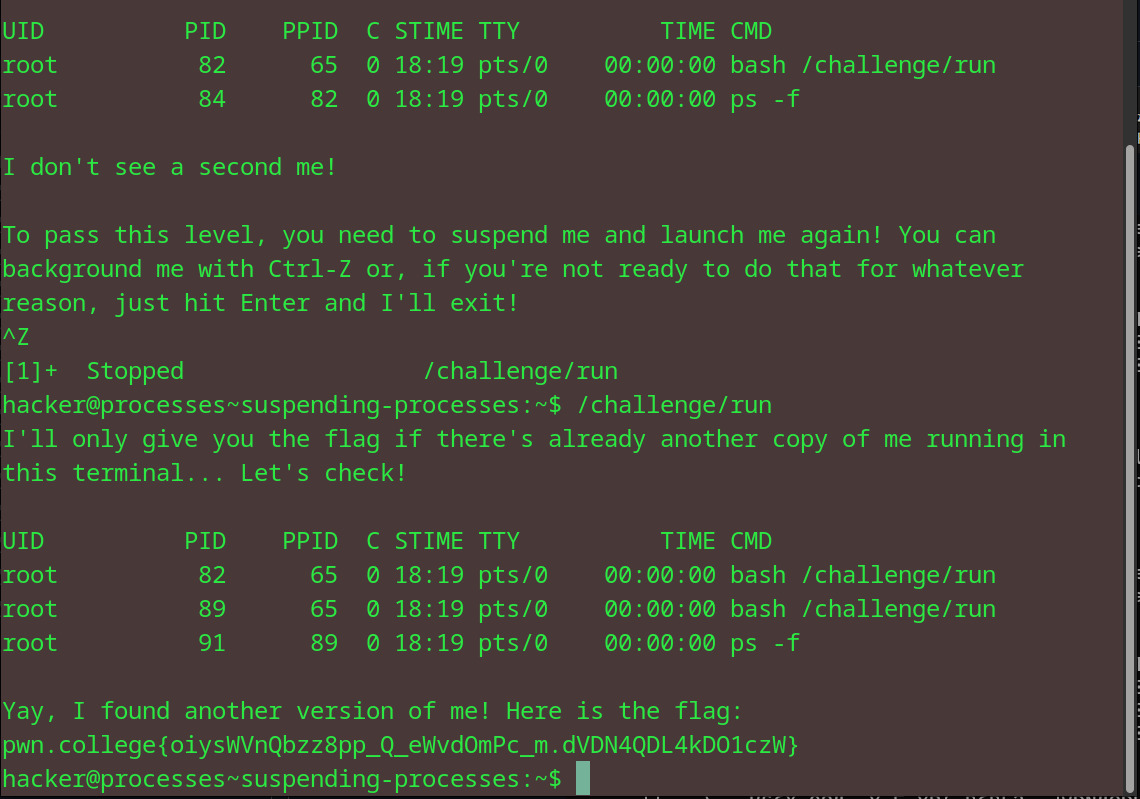 UID          PID    PPID  C STIME TTY          TIME CMD
root          82      65  0 18:19 pts/0    00:00:00 bash /challenge/run
root          84      82  0 18:19 pts/0    00:00:00 ps -f
I don't see a second me!
To pass this level, you need to suspend me and launch me again! You can
background me with Ctrl-Z or, if you're not ready to do that for whatever
reason, just hit Enter and I'll exit!
^Z
[1]+  Stopped                 /challenge/run
hacker@processes~suspending-processes:~$ /challenge/run
I'll only give you the flag if there's already another copy of me running in
this terminal... Let's check!
UID          PID    PPID  C STIME TTY          TIME CMD
root          82      65  0 18:19 pts/0    00:00:00 bash /challenge/run
root          89      65  0 18:19 pts/0    00:00:00 bash /challenge/run
root          91      89  0 18:19 pts/0    00:00:00 ps -f
Yay, I found another version of me! Here is the flag:
pwn.college{oiysWVnQbzz8pp_Q_eWvdOmPc_m.dVDN4QDL4kDO1czW}
hacker@processes~suspending-processes:~$